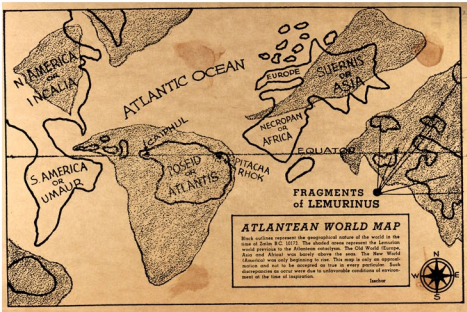 N. AMERICA
OR
INCALIA
ATLANTIC OCEAN
EUROPE
SUERNIS
OR
ASIA
NECROPAN
OR
AFRICA
CAIPHUL
EQUATOR
S. AMERICA
OR
UMAUR
POSEID
OR
ATLANTIS
PITACHA
RHOK
FRAGMENTS
of LEMURINUS
ATLANTEAN WORLD MAP
Black outlines represent the geographical nature of the world in the
time of Zailm B.C. 10172. The shaded areas represent the Lemurian
world previous to the Atlantean cataclysm. The Old World (Europe,
Asia and Africa) was barely above the seas. The New World
(America) was only beginning to rise. This map is only an approxi-
mation and not to be accepted as true in every particular. Such
discrepancies as occur were due to unfavorable conditions of environ-
ment at the time of inspiration.
N
W
E
S